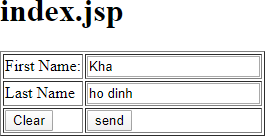 index.jsp
First Name: Kha
Last Name ho dinh
Clear send